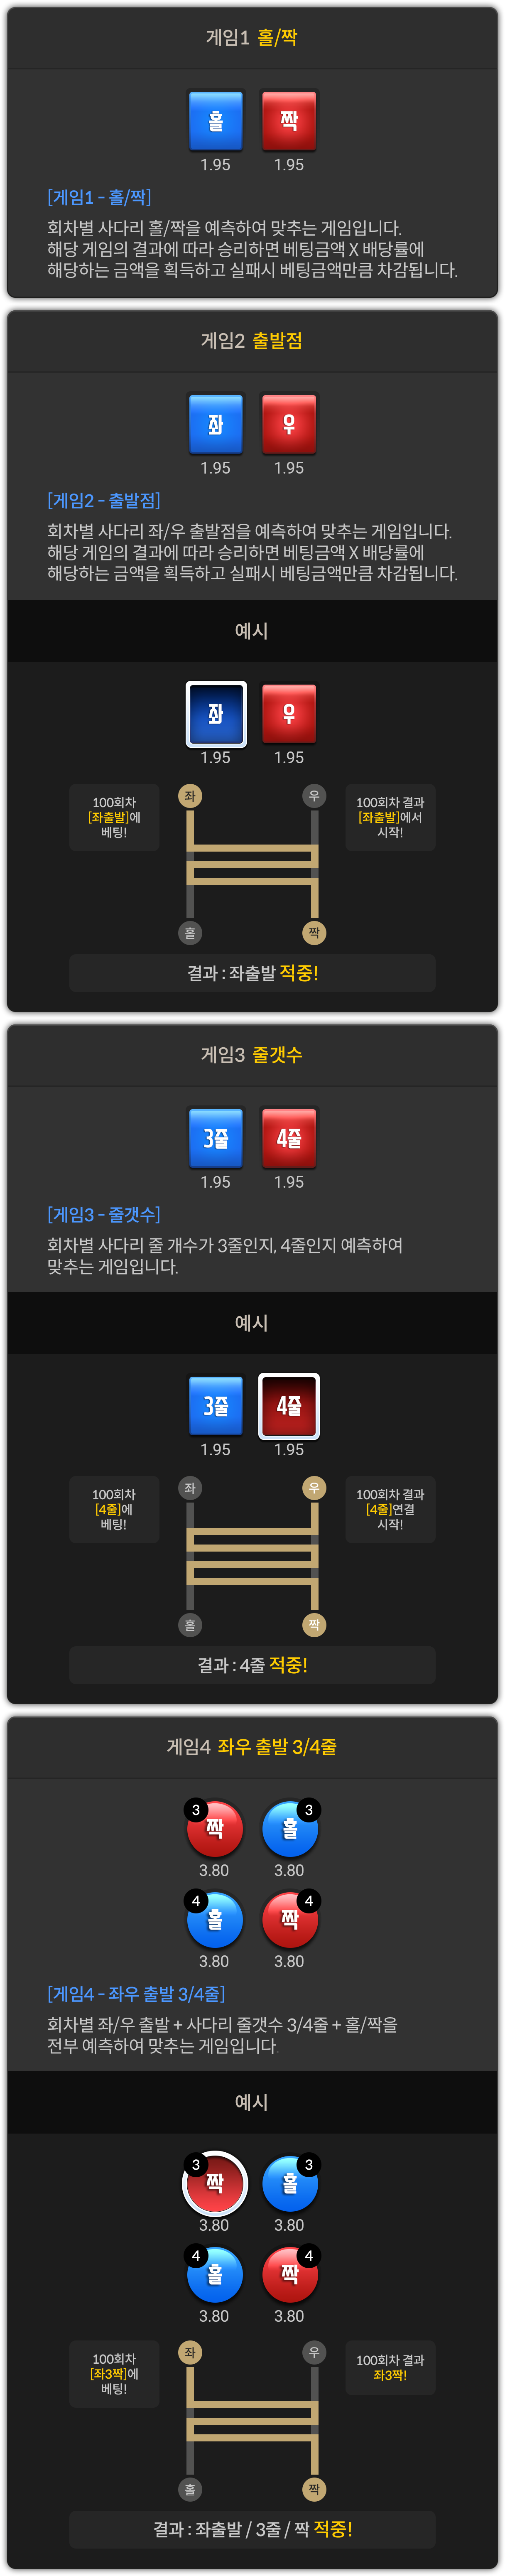 게임1 홀/짝
홀 짝
1.95 1.95
[게임1 - 홀/짝]
회차별 사다리 홀/짝을 예측하여 맞추는 게임입니다.
해당 게임의 결과에 따라 승리하면 베팅금액 X 배당률에
해당하는 금액을 획득하고 실패시 베팅금액만큼 차감됩니다.
게임2 출발점
좌 우
1.95 1.95
[게임2 - 출발점]
회차별 사다리 좌/우 출발점을 예측하여 맞추는 게임입니다.
해당 게임의 결과에 따라 승리하면 베팅금액 X 배당률에
해당하는 금액을 획득하고 실패시 베팅금액만큼 차감됩니다.
예시
좌 우
1.95 1.95
100회차
[좌출발]에
베팅!
좌 우
홀 짝
100회차 결과
[좌출발]에서
시작!
결과 : 좌출발 적중!
게임3 줄갯수
3줄 4줄
1.95 1.95
[게임3 - 줄갯수]
회차별 사다리 줄 개수가 3줄인지, 4줄인지 예측하여
맞추는 게임입니다.
예시
3줄 4줄
1.95 1.95
100회차
[4줄]에
베팅!
좌 우
홀 짝
100회차 결과
[4줄]연결
시작!
결과 : 4줄 적중!
게임4 좌우 출발 3/4줄
3 짝 홀 3
3.80 3.80
4 홀 짝 4
3.80 3.80
[게임4 - 좌우 출발 3/4줄]
회차별 좌/우 출발 + 사다리 줄갯수 3/4줄 + 홀/짝을
전부 예측하여 맞추는 게임입니다
예시
3 짝 홀 3
3.80 3.80
4 홀 짝 4
3.80 3.80
100회차
[좌3짝]에
베팅!
좌 우
홀 짝
100회차 결과
좌3짝!
결과 : 좌출발 / 3줄 / 짝 적중!